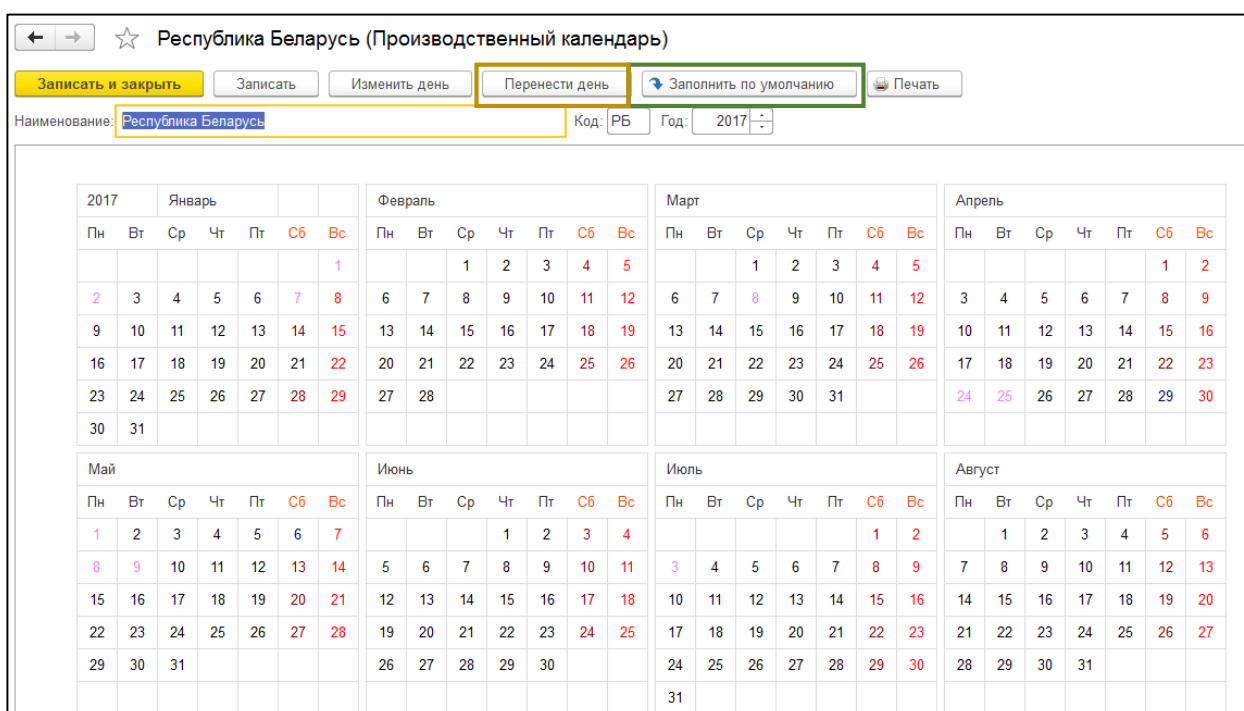 Республика Беларусь (Производственный календарь)
Записать и закрыть Записать Изменить день Перенести день Заполнить по умолчанию Печать
Наименование: Республика Беларусь Код: РБ Год: 2017
2017 Январь Февраль Март Апрель
Пн Вт Ср Чт Пт Сб Вс Пн Вт Ср Чт Пт Сб Вс Пн Вт Ср Чт Пт Сб Вс Пн Вт Ср Чт Пт Сб Вс
1 1 2 3 4 5 1 2 3 4 5 1 2
2 3 4 5 6 7 8 6 7 8 9 10 11 12 6 7 8 9 10 11 12 3 4 5 6 7 8 9
9 10 11 12 13 14 15 13 14 15 16 17 18 19 13 14 15 16 17 18 19 10 11 12 13 14 15 16
16 17 18 19 20 21 22 20 21 22 23 24 25 26 20 21 22 23 24 25 26 17 18 19 20 21 22 23
23 24 25 26 27 28 29 27 28 27 28 29 30 31 24 25 26 27 28 29 30
30 31
Май Июнь Июль Август
Пн Вт Ср Чт Пт Сб Вс Пн Вт Ср Чт Пт Сб Вс Пн Вт Ср Чт Пт Сб Вс Пн Вт Ср Чт Пт Сб Вс
1 2 3 4 5 6 7 1 2 3 4 1 2 1 2 3 4 5 6
8 9 10 11 12 13 14 5 6 7 8 9 10 11 3 4 5 6 7 8 9 7 8 9 10 11 12 13
15 16 17 18 19 20 21 12 13 14 15 16 17 18 10 11 12 13 14 15 16 14 15 16 17 18 19 20
22 23 24 25 26 27 28 19 20 21 22 23 24 25 17 18 19 20 21 22 23 21 22 23 24 25 26 27
29 30 31 26 27 28 29 30 24 25 26 27 28 29 30 28 29 30 31
31